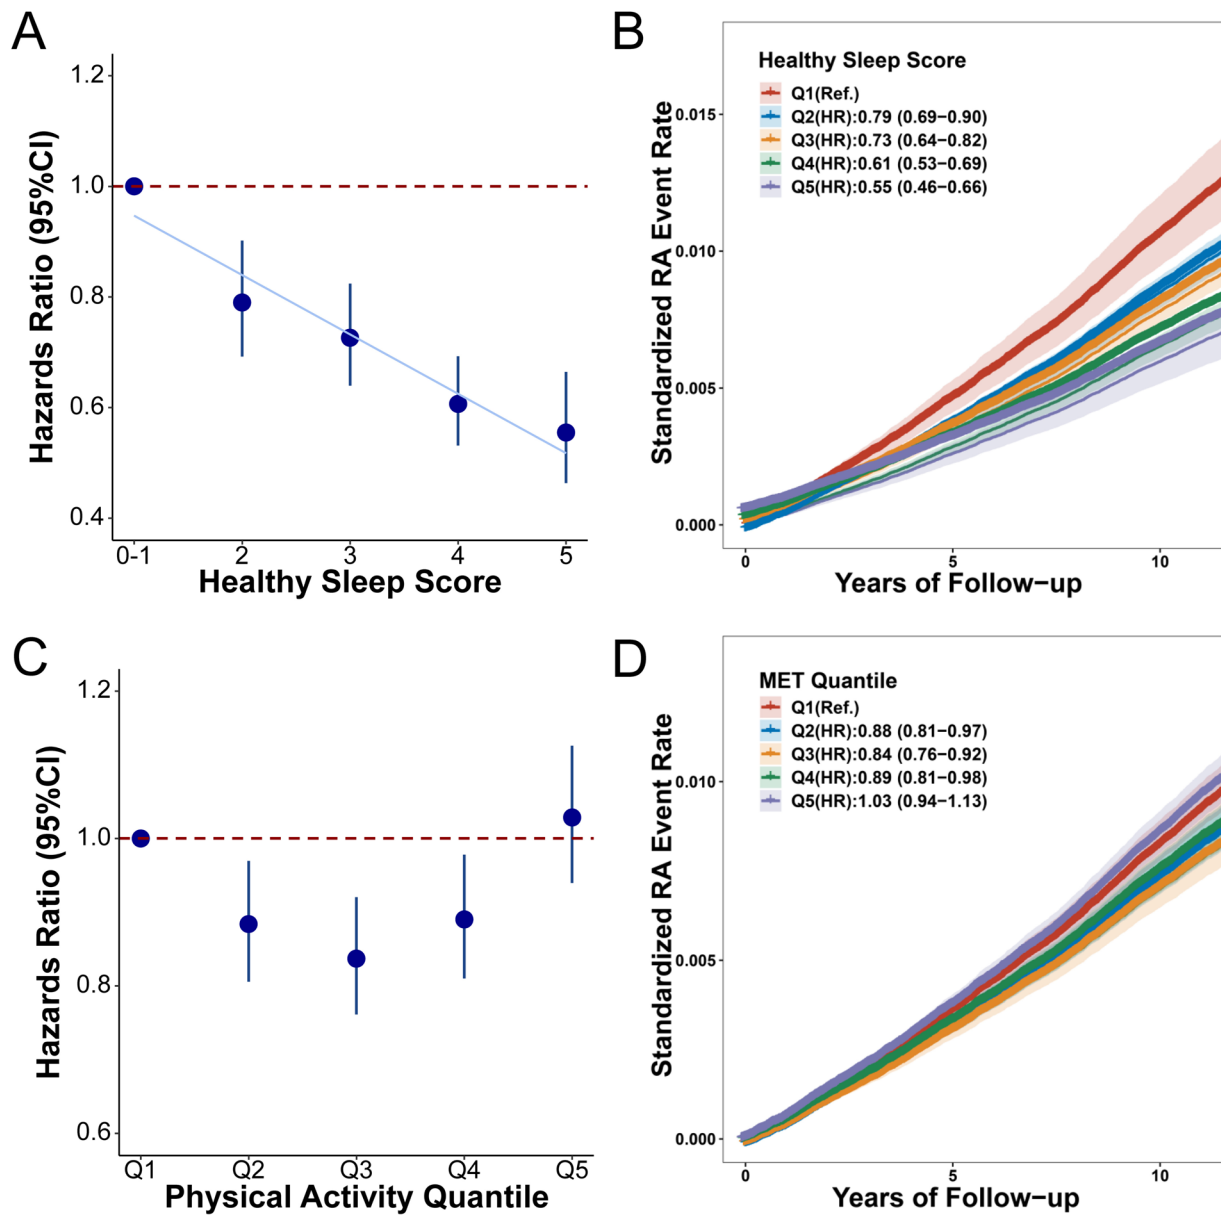 A
Hazards Ratio (95%CI)
1.2
1.0
0.8
0.6
0.4
0-1 2 3 4 5
Healthy Sleep Score
B
Standardized RA Event Rate
Healthy Sleep Score
Q1(Ref.)
Q2(HR):0.79 (0.69−0.90)
Q3(HR):0.73 (0.64−0.82)
Q4(HR):0.61 (0.53−0.69)
Q5(HR):0.55 (0.46−0.66)
0.015
0.010
0.005
0.000
0 5 10
Years of Follow−up
C
Hazards Ratio (95%CI)
1.2
1.0
0.8
0.6
Q1 Q2 Q3 Q4 Q5
Physical Activity Quantile
D
Standardized RA Event Rate
MET Quantile
Q1(Ref.)
Q2(HR):0.88 (0.81−0.97)
Q3(HR):0.84 (0.76−0.92)
Q4(HR):0.89 (0.81−0.98)
Q5(HR):1.03 (0.94−1.13)
0.010
0.005
0.000
0 5 10
Years of Follow−up